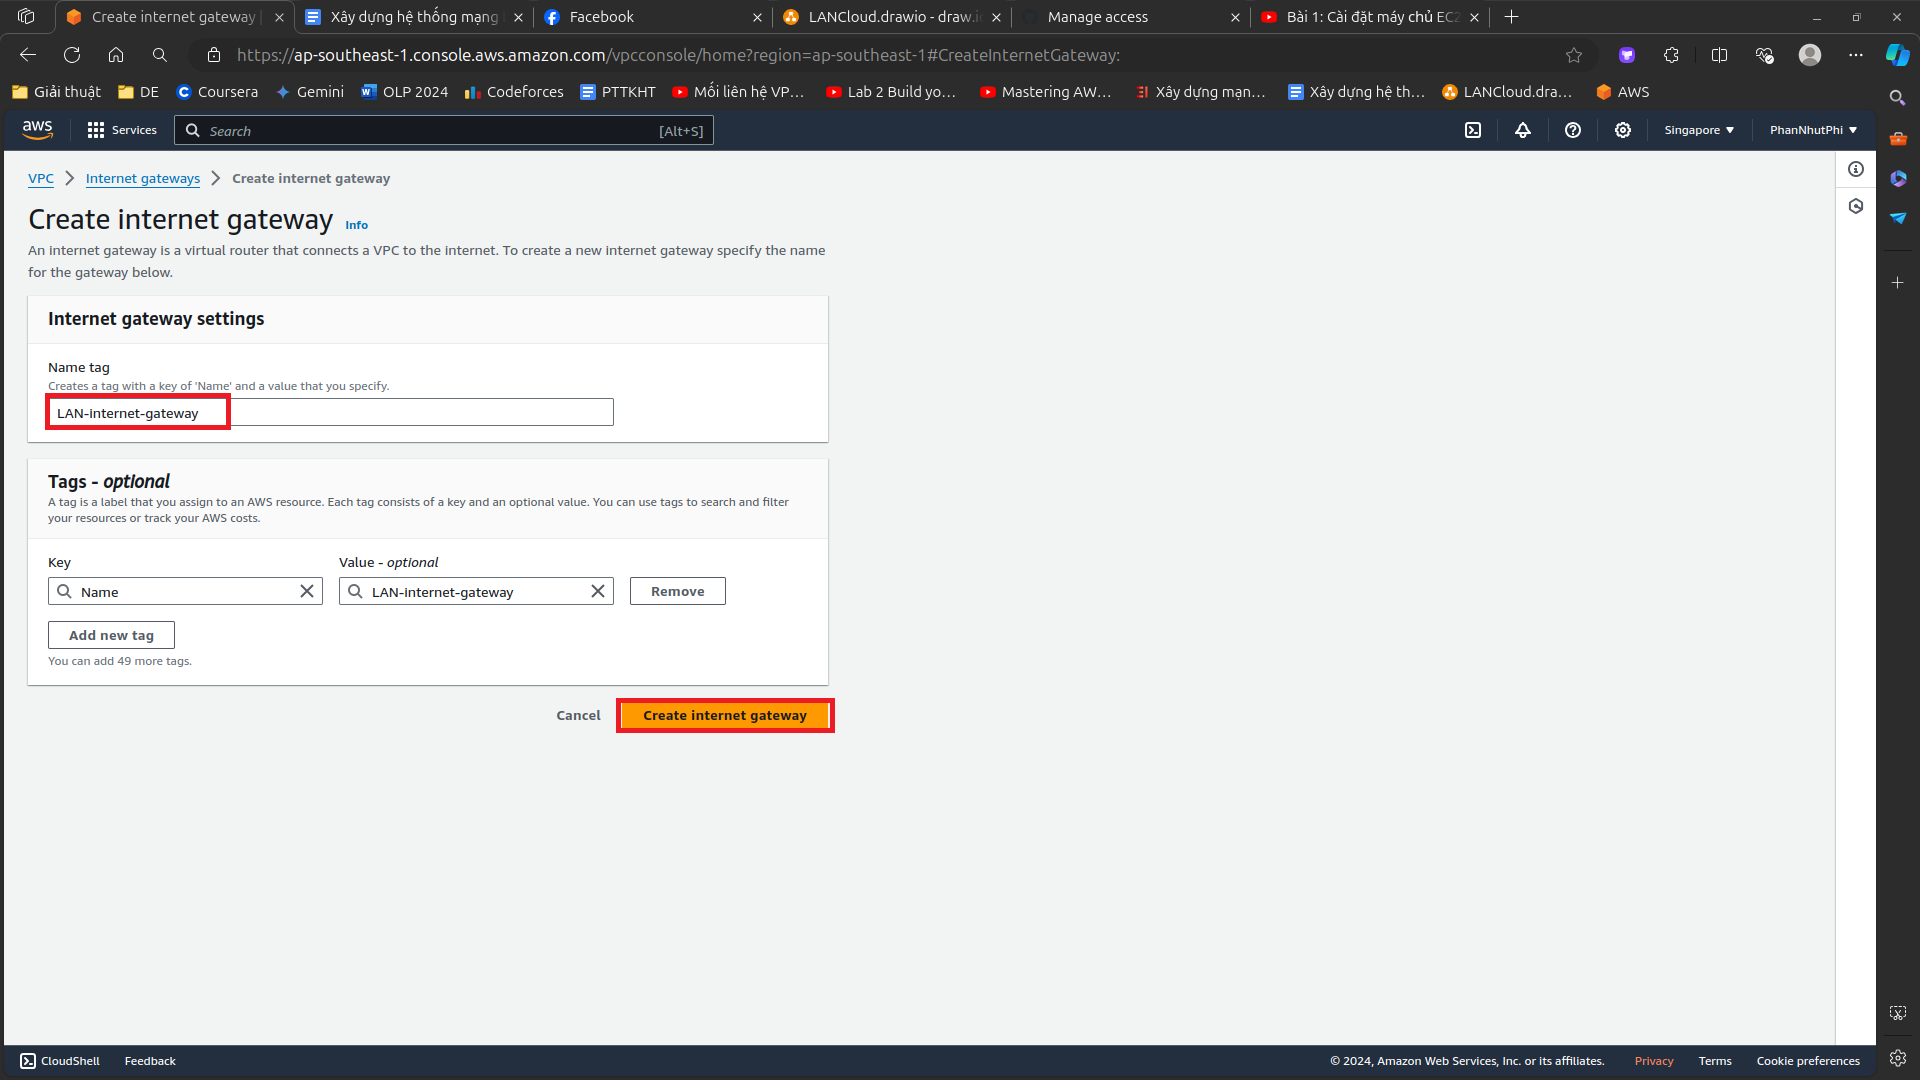 Create internet gateway |
Xây dựng hệ thống mạng
Facebook
LANCloud.drawio - draw.i
Manage access
Bài 1: Cài đặt máy chủ EC2
https://ap-southeast-1.console.aws.amazon.com/vpcconsole/home?region=ap-southeast-1#CreateInternetGateway:
Giải thuật
DE
Coursera
Gemini
OLP 2024
Codeforces
PTTKHT
Mối liên hệ VP...
Lab 2 Build yo...
Mastering AW...
Xây dựng mạn...
Xây dựng hệ th...
LANCloud.dra...
AWS
aws
Services
Search
[Alt+S]
Singapore
PhanNhutPhi
VPC
Internet gateways
Create internet gateway
Create internet gateway Info
An internet gateway is a virtual router that connects a VPC to the internet. To create a new internet gateway specify the name
for the gateway below.
Internet gateway settings
Name tag
Creates a tag with a key of 'Name' and a value that you specify.
LAN-internet-gateway
Tags - optional
A tag is a label that you assign to an AWS resource. Each tag consists of a key and an optional value. You can use tags to search and filter
your resources or track your AWS costs.
Key
Value - optional
Name
LAN-internet-gateway
Remove
Add new tag
You can add 49 more tags.
Cancel
Create internet gateway
CloudShell
Feedback
© 2024, Amazon Web Services, Inc. or its affiliates.
Privacy
Terms
Cookie preferences